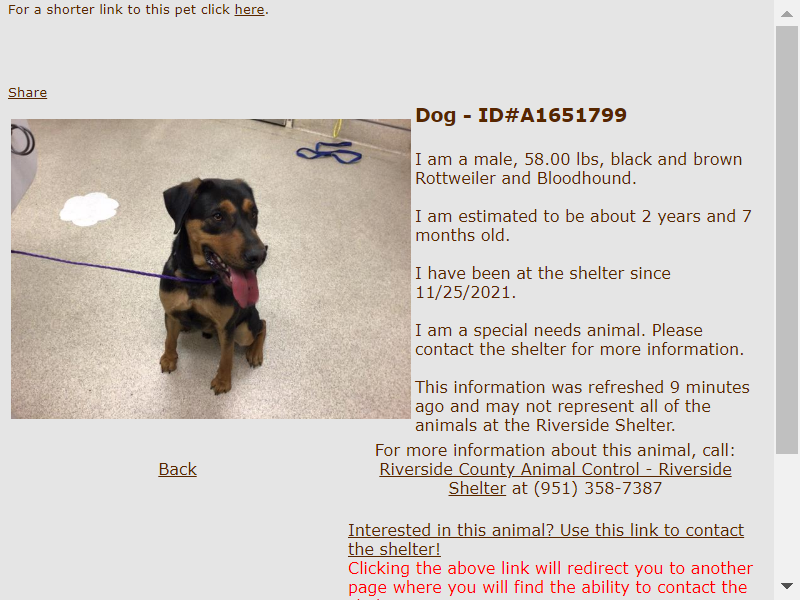 For a shorter link to this pet click here.
Share
Dog - ID#A1651799
I am a male, 58.00 lbs, black and brown
Rottweiler and Bloodhound.
I am estimated to be about 2 years and 7
months old.
I have been at the shelter since
11/25/2021.
I am a special needs animal. Please
contact the shelter for more information.
This information was refreshed 9 minutes
ago and may not represent all of the
animals at the Riverside Shelter.
For more information about this animal, call:
Riverside County Animal Control - Riverside
Shelter at (951) 358-7387
Back
Interested in this animal? Use this link to contact
the shelter!
Clicking the above link will redirect you to another
page where you will find the ability to contact the